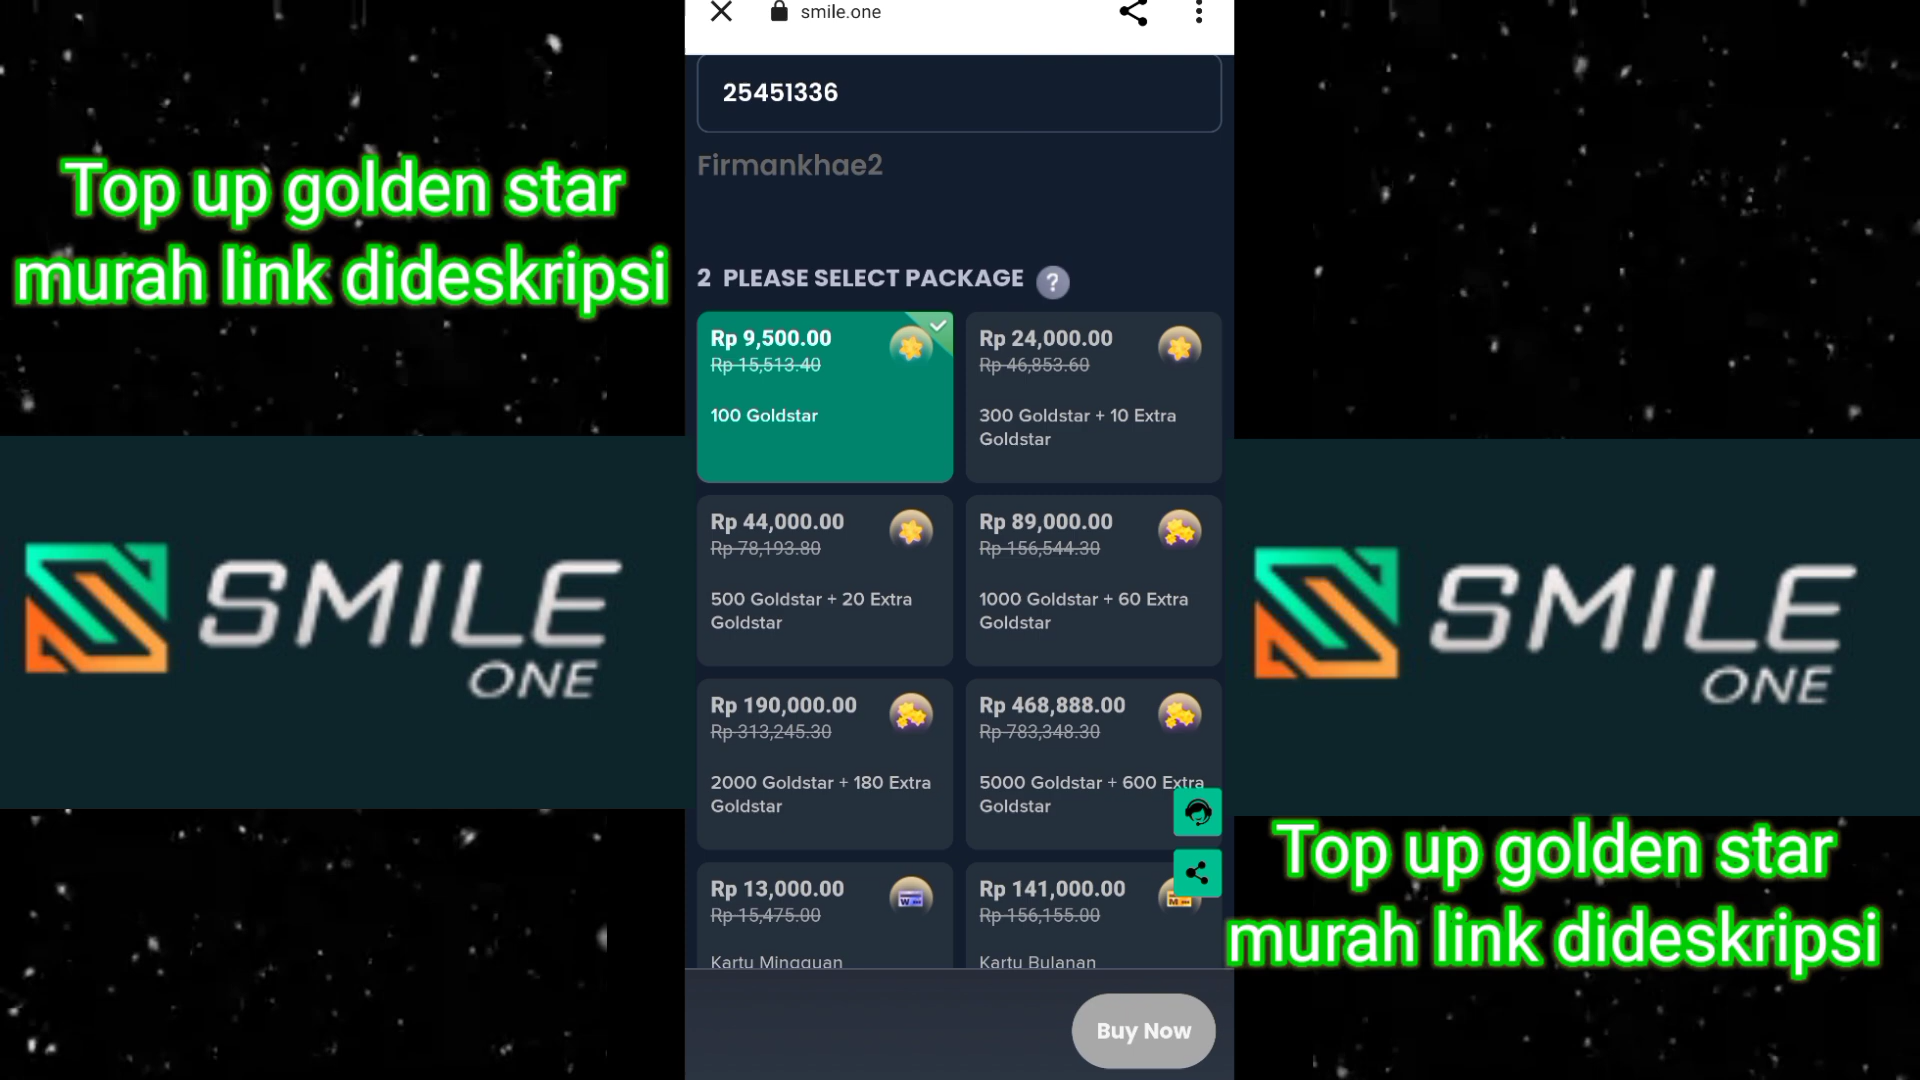 smile.one
25451336
Firmankhae2
Top up golden star
murah link dideskripsi
2 PLEASE SELECT PACKAGE ?
Rp 9,500.00
Rp 15,513.40
100 Goldstar
Rp 24,000.00
Rp 46,853.60
300 Goldstar + 10 Extra
Goldstar
Rp 44,000.00
Rp 78,193.80
500 Goldstar + 20 Extra
Goldstar
Rp 89,000.00
Rp 156,544.30
1000 Goldstar + 60 Extra
Goldstar
Rp 190,000.00
Rp 313,245.30
2000 Goldstar + 180 Extra
Goldstar
Rp 468,888.00
Rp 783,348.30
5000 Goldstar + 600 Extra
Goldstar
Rp 13,000.00
Rp 15,475.00
W
Kartu Mingguan
Rp 141,000.00
Rp 156,155.00
M
Kartu Bulanan
Buy Now
SMILE
ONE
SMILE
ONE
Top up golden star
murah link dideskripsi